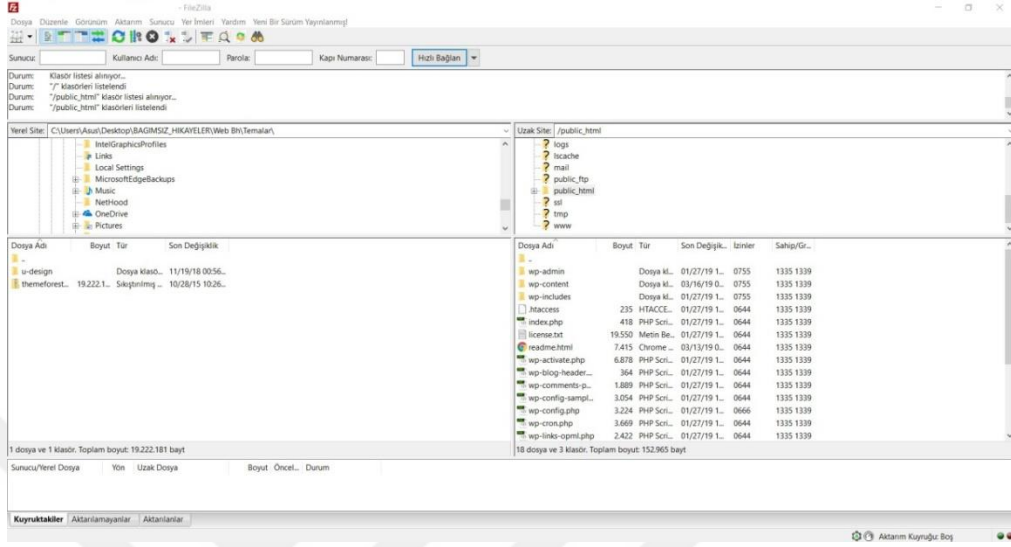 - FileZilla
Dosya Düzenle Görünüm Aktarım Sunucu Yer İmleri Yardım Yeni Bir Sürüm Yayınlanmış!
Sunucu: Kullanıcı Adı: Parola: Kapı Numarası: Hızlı Bağlan
Durum: Klasör listesi alınıyor...
Durum: "/" klasörleri listelendi
Durum: "/public_html" klasör listesi alınıyor...
Durum: "/public_html" klasörleri listelendi
Yerel Site: C:\Users\Asus\Desktop\BAGIMSIZ_HIKAYELER\Web Bh\Temalar\
IntelGraphicsProfiles
Links
Local Settings
MicrosoftEdgeBackups
Music
NetHood
OneDrive
Pictures
Uzak Site: /public_html
logs
lscache
mail
public_ftp
public_html
ssl
tmp
www
Dosya Adı Boyut Tür Son Değişiklik
..
u-design Dosya klasö... 11/19/18 00:56...
themeforest... 19.222.1... Sıkıştırılmış ... 10/28/15 10:26...
1 dosya ve 1 klasör. Toplam boyut: 19.222.181 bayt
Dosya Adı Boyut Tür Son Değişik... İzinler Sahip/Gr...
..
wp-admin Dosya kl... 01/27/19 1... 0755 1335 1339
wp-content Dosya kl... 03/16/19 0... 0755 1335 1339
wp-includes Dosya kl... 01/27/19 1... 0755 1335 1339
.htaccess 235 HTACCE... 01/27/19 1... 0644 1335 1339
index.php 418 PHP Scri... 01/27/19 1... 0644 1335 1339
license.txt 19.550 Metin Be... 01/27/19 1... 0644 1335 1339
readme.html 7.415 Chrome ... 03/13/19 0... 0644 1335 1339
wp-activate.php 6.878 PHP Scri... 01/27/19 1... 0644 1335 1339
wp-blog-header.... 364 PHP Scri... 01/27/19 1... 0644 1335 1339
wp-comments-p... 1.889 PHP Scri... 01/27/19 1... 0644 1335 1339
wp-config-sampl... 3.054 PHP Scri... 01/27/19 1... 0644 1335 1339
wp-config.php 3.224 PHP Scri... 01/27/19 1... 0666 1335 1339
wp-cron.php 3.669 PHP Scri... 01/27/19 1... 0644 1335 1339
wp-links-opml.php 2.422 PHP Scri... 01/27/19 1... 0644 1335 1339
18 dosya ve 3 klasör. Toplam boyut: 152.965 bayt
Sunucu/Yerel Dosya Yön Uzak Dosya Boyut Öncel... Durum
Kuyruktakiler Aktarılamayanlar Aktarılanlar
Aktarım Kuyruğu: Boş